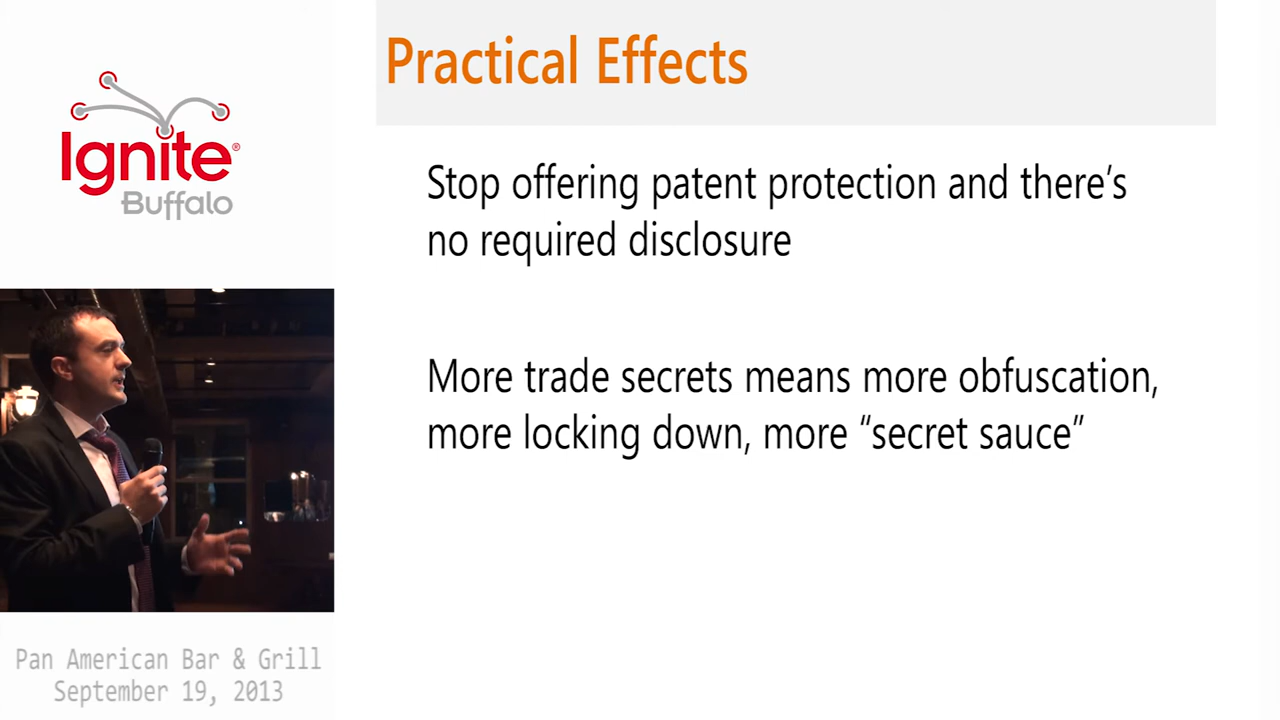 Ignite®
Buffalo
Practical Effects
Stop offering patent protection and there’s
no required disclosure
More trade secrets means more obfuscation,
more locking down, more “secret sauce”
Pan American Bar & Grill
September 19, 2013